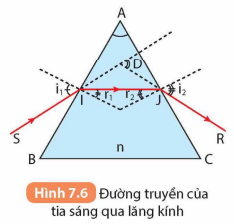 A
D
i₁ I r₁ r₂ J i₂
S R
B n C
Hình 7.6 Đường truyền của
tia sáng qua lăng kính